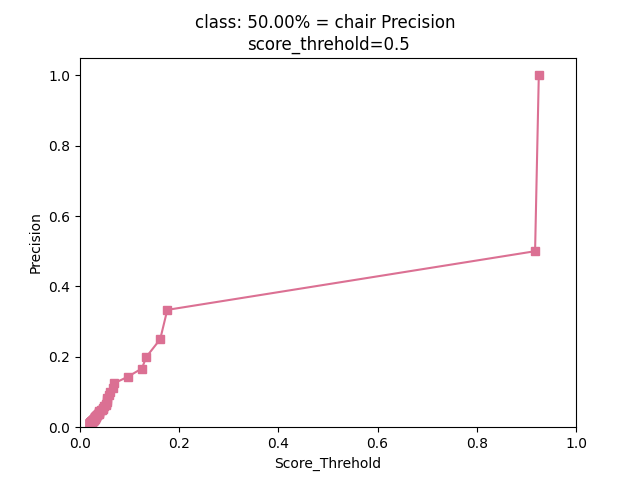 class: 50.00% = chair Precision
score_threhold=0.5
1.0
0.8
0.6
0.4
0.2
0.0
Precision
0.0 0.2 0.4 0.6 0.8 1.0
Score_Threhold